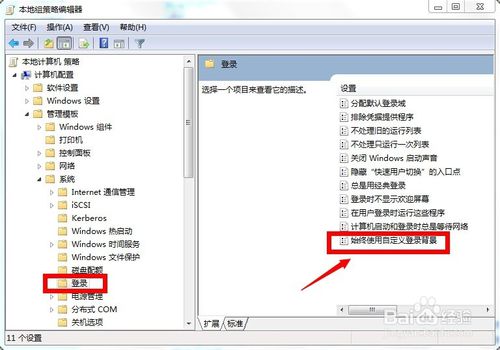 本地组策略编辑器
文件(F) 操作(A) 查看(V) 帮助(H)
本地计算机 策略
计算机配置
软件设置
Windows 设置
管理模板
Windows 组件
打印机
控制面板
网络
系统
Internet 通信管理
iSCSI
Kerberos
Windows 热启动
Windows 时间服务
Windows 文件保护
磁盘配额
登录
电源管理
分布式 COM
关机选项
登录
选择一个项目来查看它的描述。
设置
分配默认登录域
排除凭据提供程序
不处理旧的运行列表
不处理只运行一次列表
关闭 Windows 启动声音
隐藏“快速用户切换”的入口点
总是用经典登录
登录时不显示欢迎屏幕
在用户登录时运行这些程序
计算机启动和登录时总是等待网络
始终使用自定义登录背景
扩展 标准
11 个设置
Baidu 经验